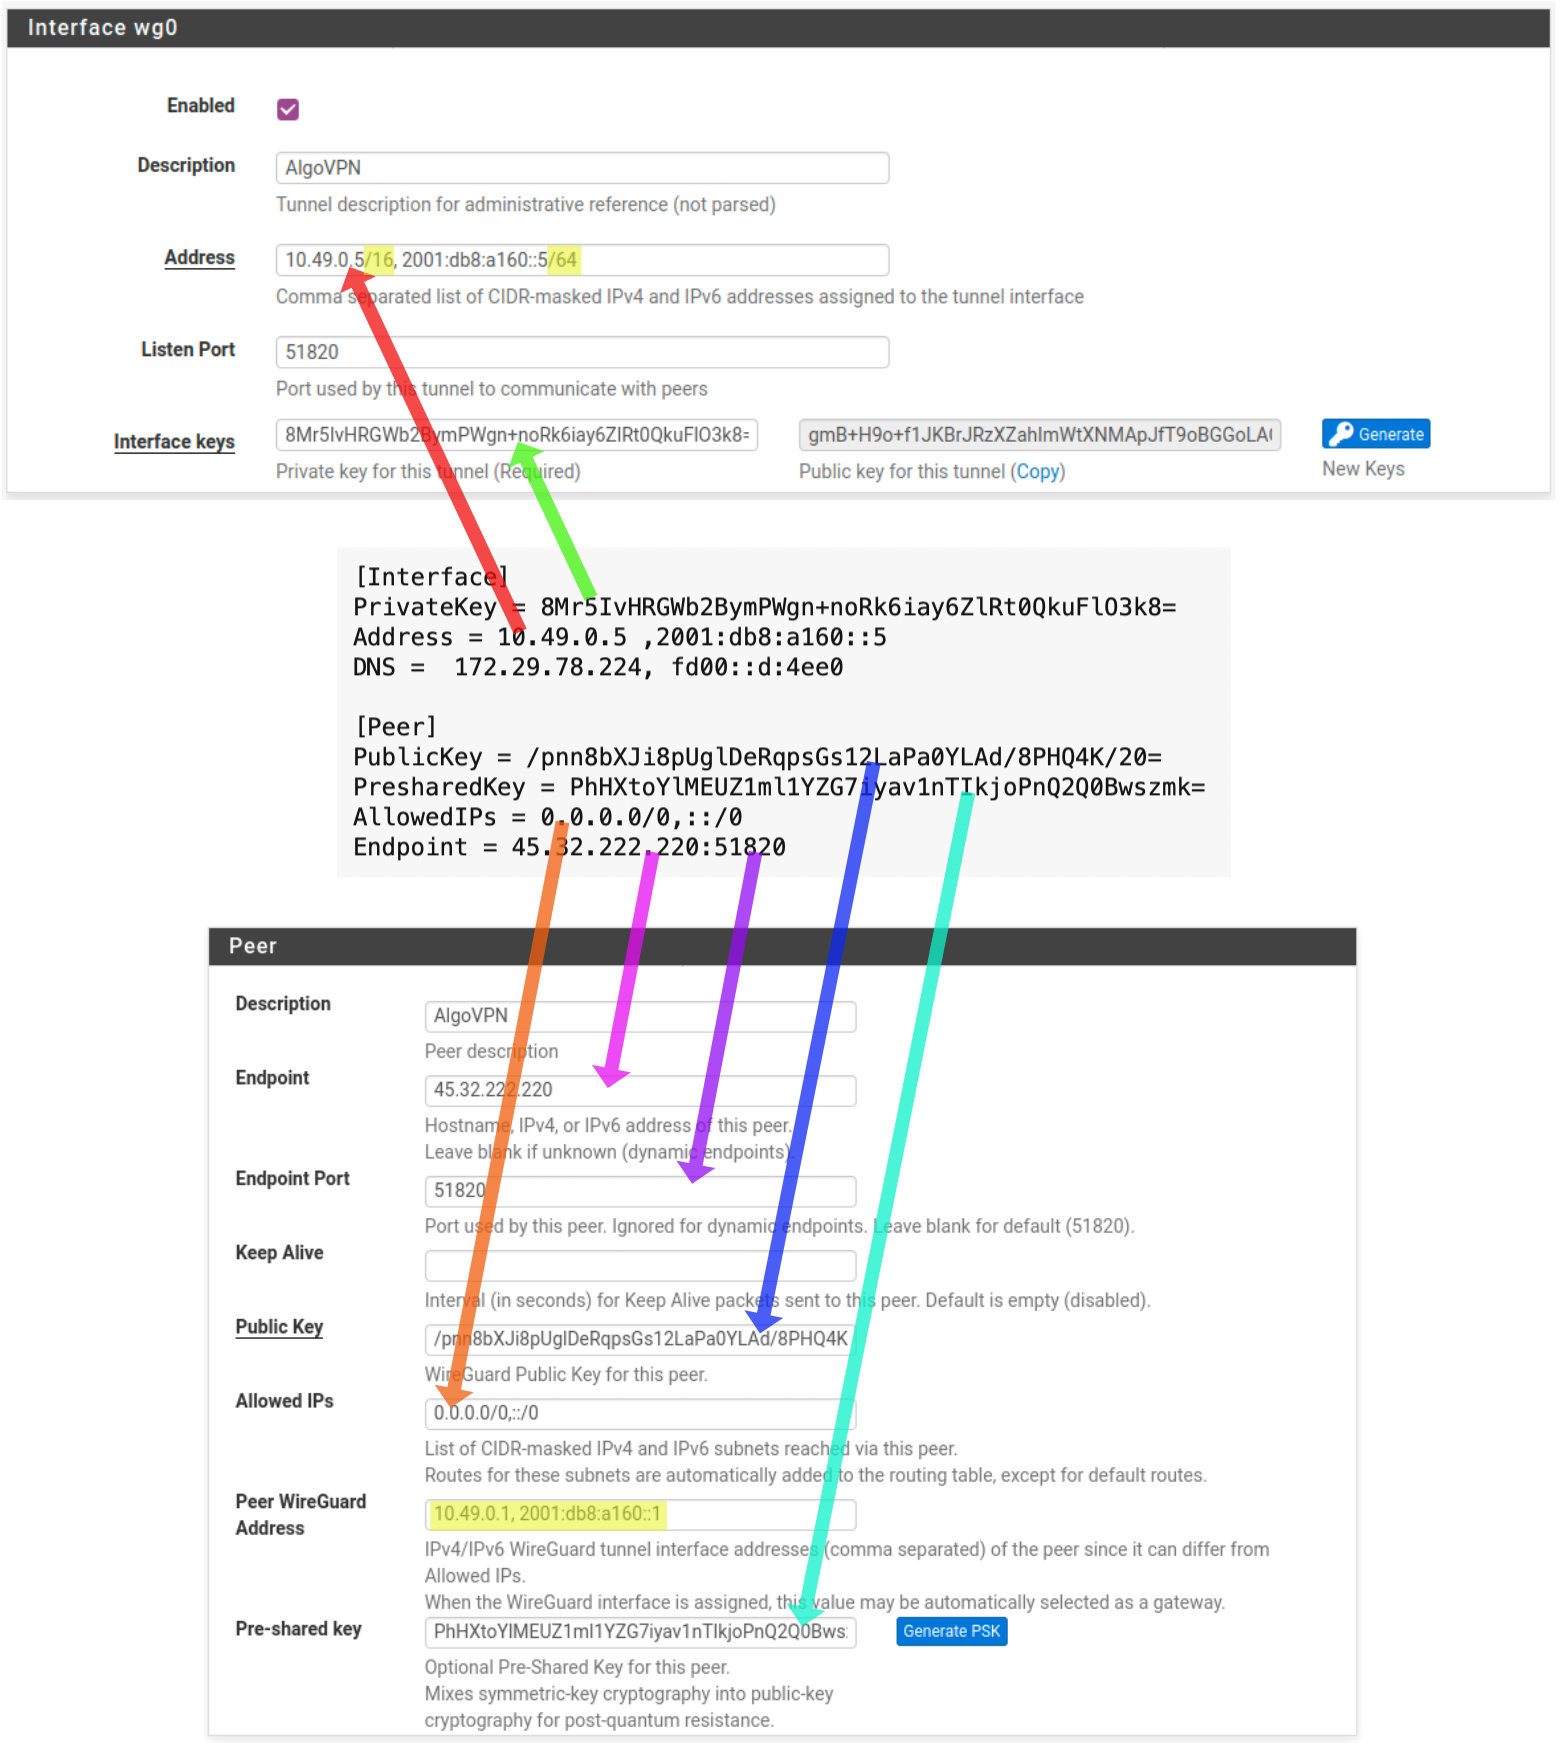 Interface wg0
Enabled
Description
AlgoVPN
Tunnel description for administrative reference (not parsed)
Address
10.49.0.5/16, 2001:db8:a160::5/64
Comma separated list of CIDR-masked IPv4 and IPv6 addresses assigned to the tunnel interface
Listen Port
51820
Port used by this tunnel to communicate with peers
Interface keys
8Mr5IvHRGWb2BymPWgn+noRk6iay6ZlRt0QkuFlO3k8=
gmB+H9o+f1JKBrJRzXZahImWtXNMApJfT9oBGGoLA
Generate
Private key for this tunnel (Required)
Public key for this tunnel (Copy)
New Keys
[Interface]
PrivateKey = 8Mr5IvHRGWb2BymPWgn+noRk6iay6ZlRt0QkuFlO3k8=
Address = 10.49.0.5 ,2001:db8:a160::5
DNS =  172.29.78.224, fd00::d:4ee0
[Peer]
PublicKey = /pnn8bXJi8pUglDeRqpsGs12LaPa0YLAd/8PHQ4K/20=
PresharedKey = PhHXtoYlMEUZ1ml1YZG7iyav1nTIkjoPnQ2Q0Bwszmk=
AllowedIPs = 0.0.0.0/0,::/0
Endpoint = 45.32.222.220:51820
Peer
Description
AlgoVPN
Peer description
Endpoint
45.32.222.220
Hostname, IPv4, or IPv6 address of this peer.
Leave blank if unknown (dynamic endpoints).
Endpoint Port
51820
Port used by this peer. Ignored for dynamic endpoints. Leave blank for default (51820).
Keep Alive
Interval (in seconds) for Keep Alive packets sent to this peer. Default is empty (disabled).
Public Key
/pnn8bXJi8pUglDeRqpsGs12LaPa0YLAd/8PHQ4K
WireGuard Public Key for this peer.
Allowed IPs
0.0.0.0/0,::/0
List of CIDR-masked IPv4 and IPv6 subnets reached via this peer.
Routes for these subnets are automatically added to the routing table, except for default routes.
Peer WireGuard
Address
10.49.0.1, 2001:db8:a160::1
IPv4/IPv6 WireGuard tunnel interface addresses (comma separated) of the peer since it can differ from
Allowed IPs.
When the WireGuard interface is assigned, this value may be automatically selected as a gateway.
Pre-shared key
PhHXtoYlMEUZ1ml1YZG7iyav1nTIkjoPnQ2Q0Bws
Generate PSK
Optional Pre-Shared Key for this peer.
Mixes symmetric-key cryptography into public-key
cryptography for post-quantum resistance.